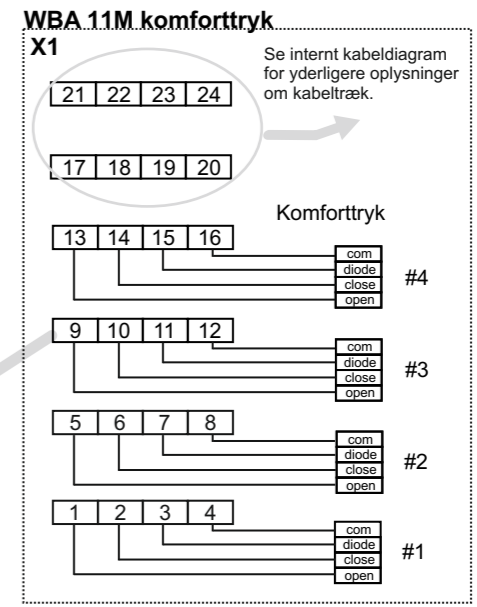 WBA 11M komforttryk
X1
Se internt kabeldiagram
for yderligere oplysninger
om kabeltræk.
21 22 23 24
17 18 19 20
Komforttryk
13 14 15 16
com
diode
close
open
#4
9 10 11 12
com
diode
close
open
#3
5 6 7 8
com
diode
close
open
#2
1 2 3 4
com
diode
close
open
#1